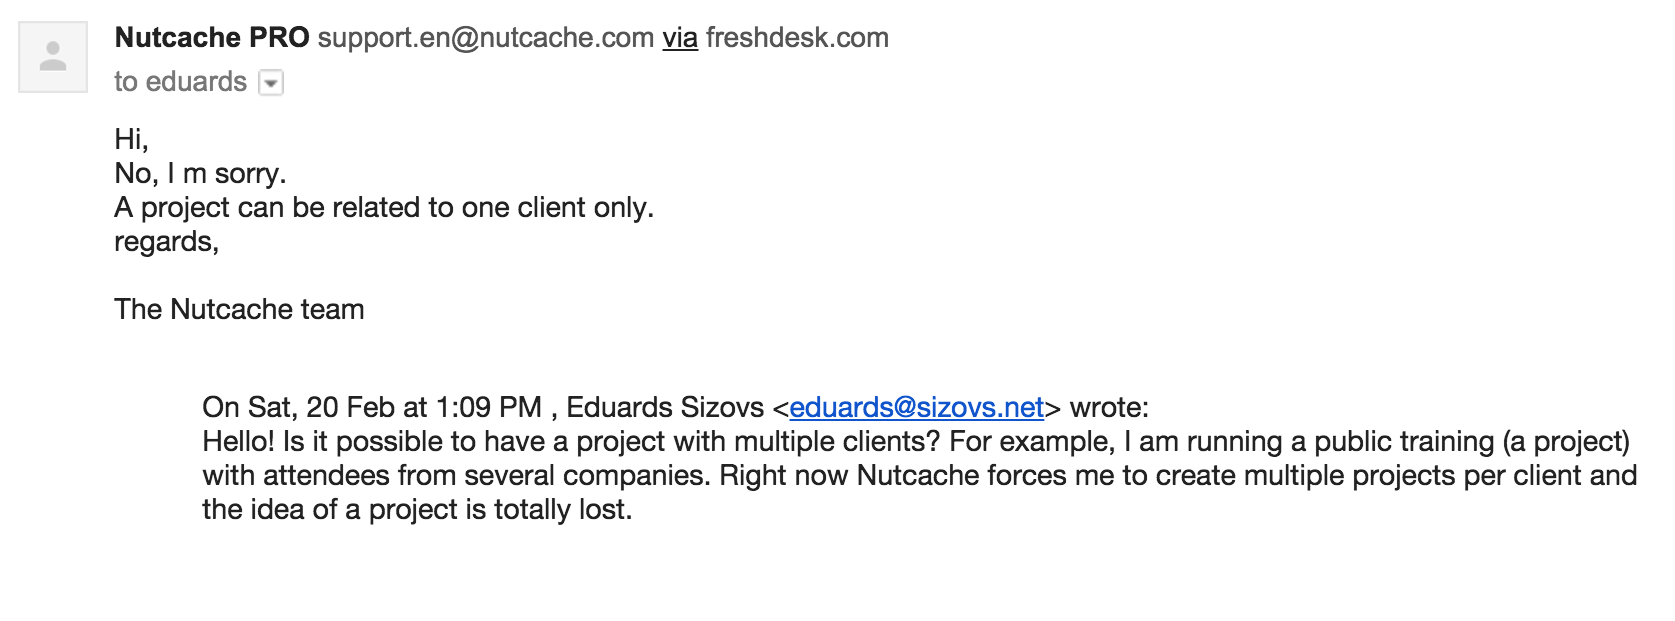 Nutcache PRO support.en@nutcache.com via freshdesk.com
to eduards
Hi,
No, I m sorry.
A project can be related to one client only.
regards,
The Nutcache team
On Sat, 20 Feb at 1:09 PM , Eduards Sizovs <eduards@sizovs.net> wrote:
Hello! Is it possible to have a project with multiple clients? For example, I am running a public training (a project)
with attendees from several companies. Right now Nutcache forces me to create multiple projects per client and
the idea of a project is totally lost.